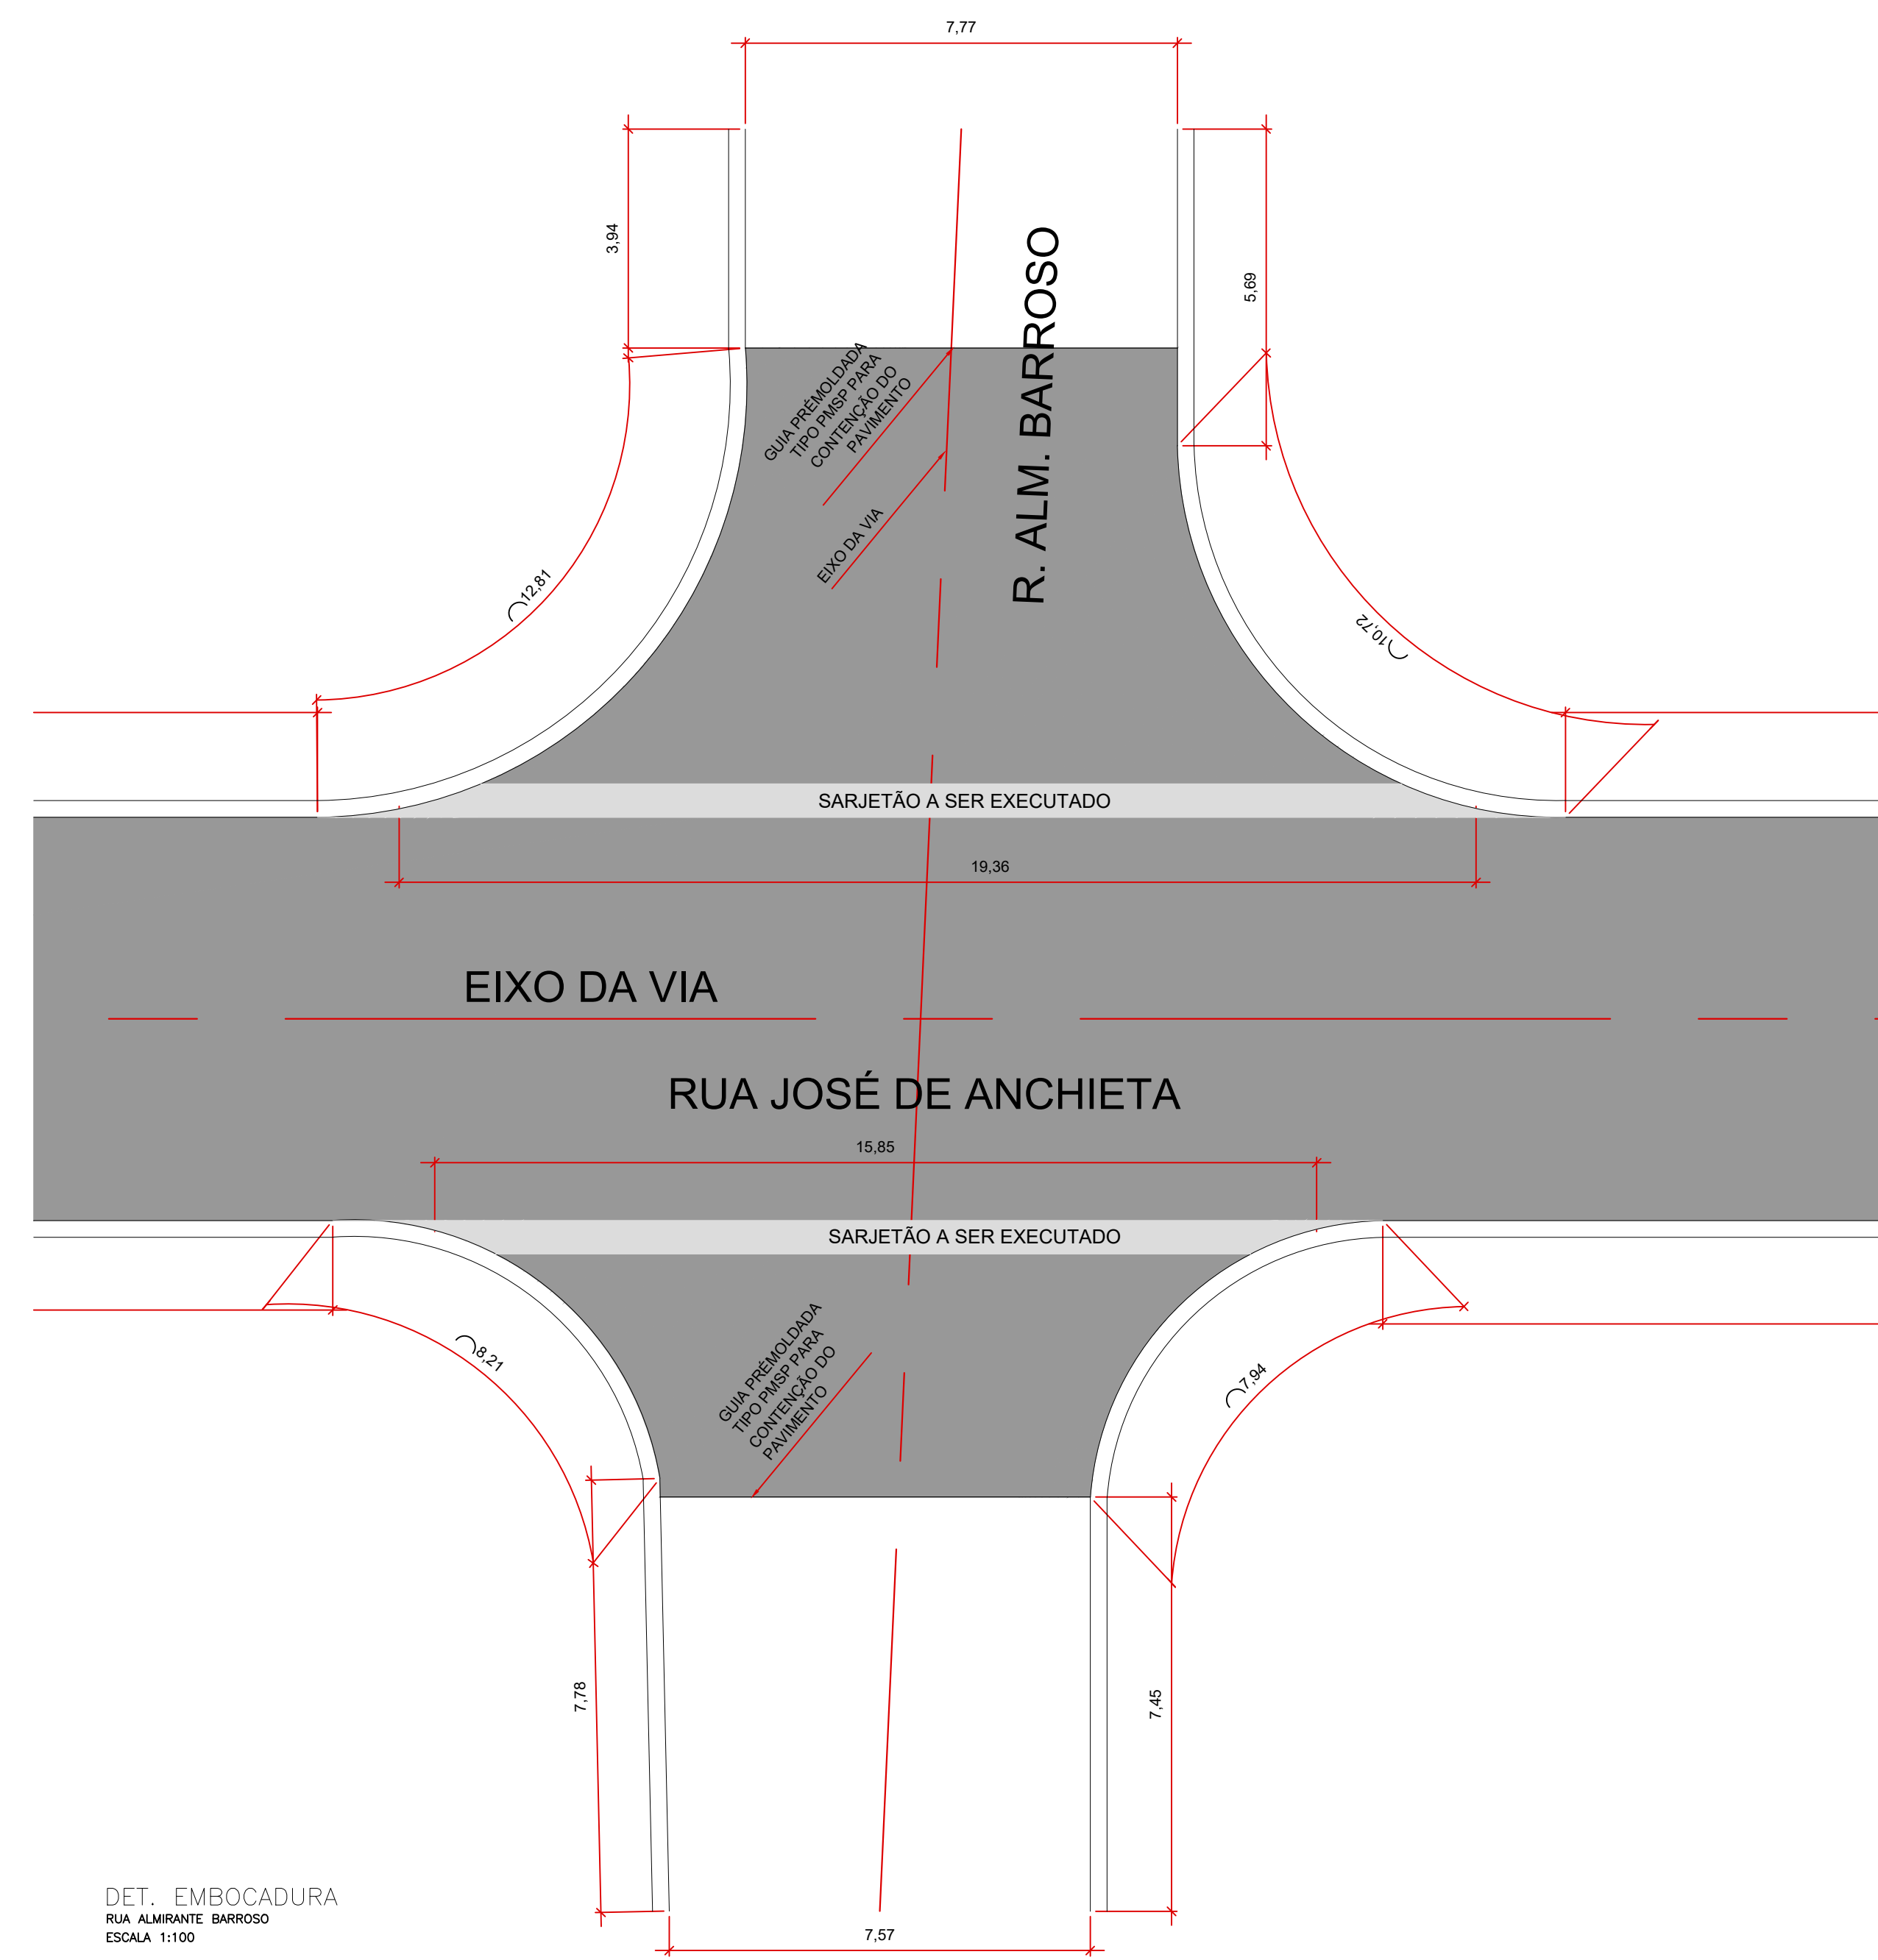 7,77
3,94
5,69
R. ALM. BARROSO
GUIA PRÉMOLDADA
TIPO PMSP PARA
CONTENÇÃO DO
PAVIMENTO
EIXO DA VIA
12,81
10,72
SARJETÃO A SER EXECUTADO
19,36
EIXO DA VIA
RUA JOSÉ DE ANCHIETA
15,85
SARJETÃO A SER EXECUTADO
GUIA PRÉMOLDADA
TIPO PMSP PARA
CONTENÇÃO DO
PAVIMENTO
8,21
7,94
7,78
7,45
7,57
DET. EMBOCADURA
RUA ALMIRANTE BARROSO
ESCALA 1:100